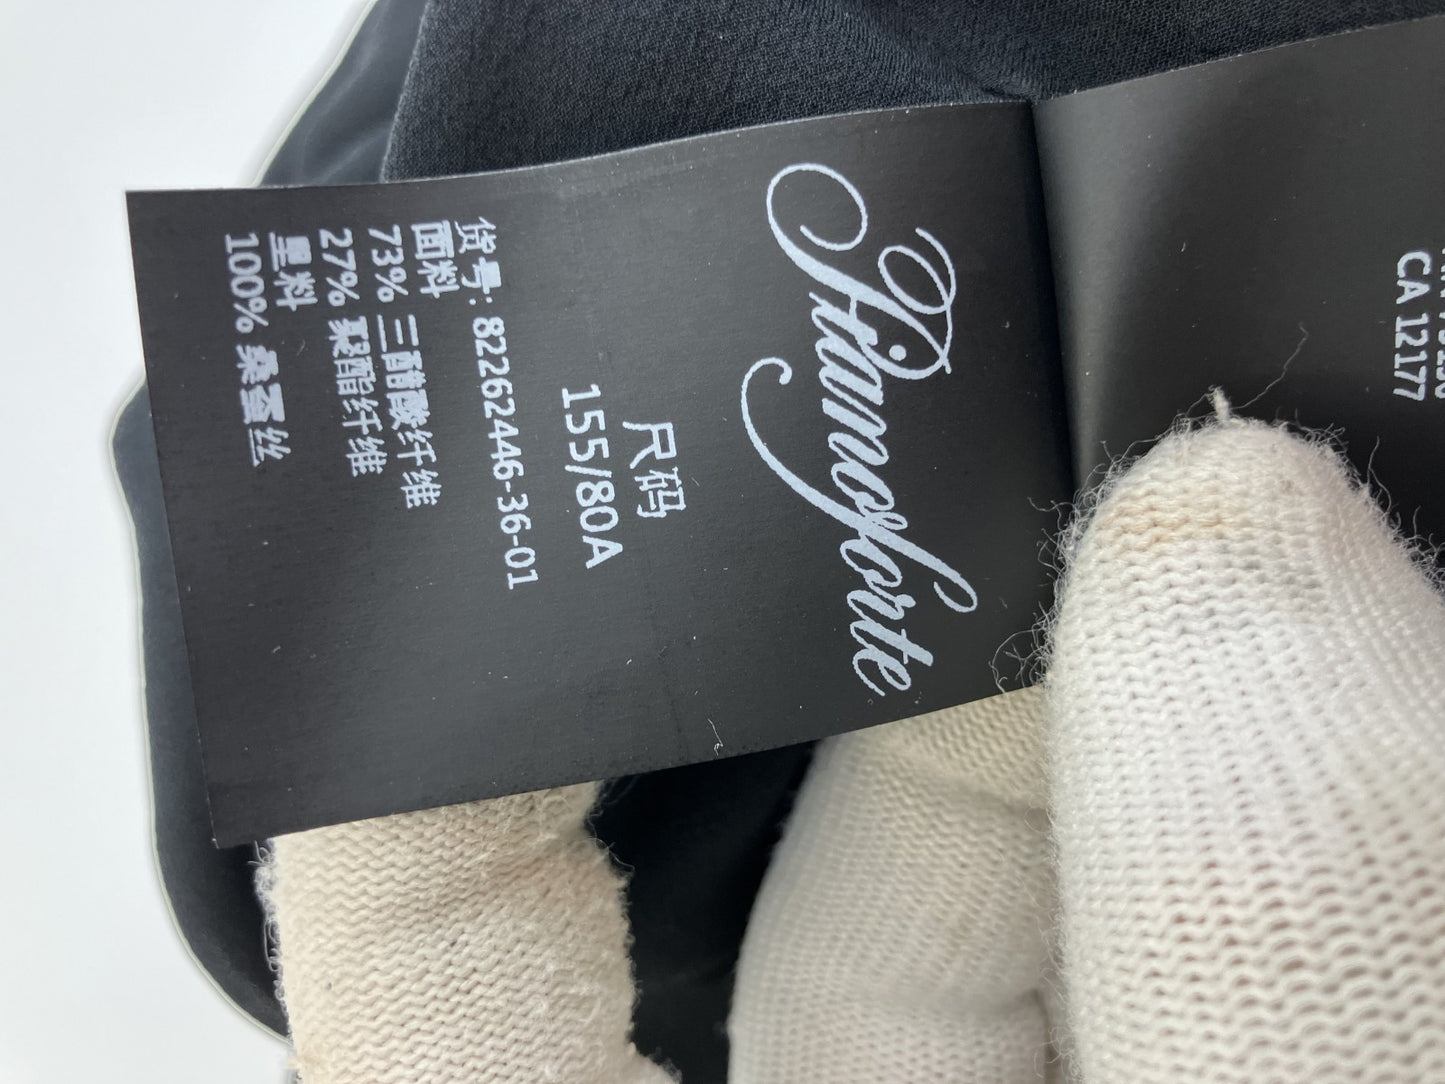 尺码
155/80A
货号: 82262446-36-01
面料
73% 三醋酸纤维
27% 聚酯纤维
里料
100% 桑蚕丝
CA 12177